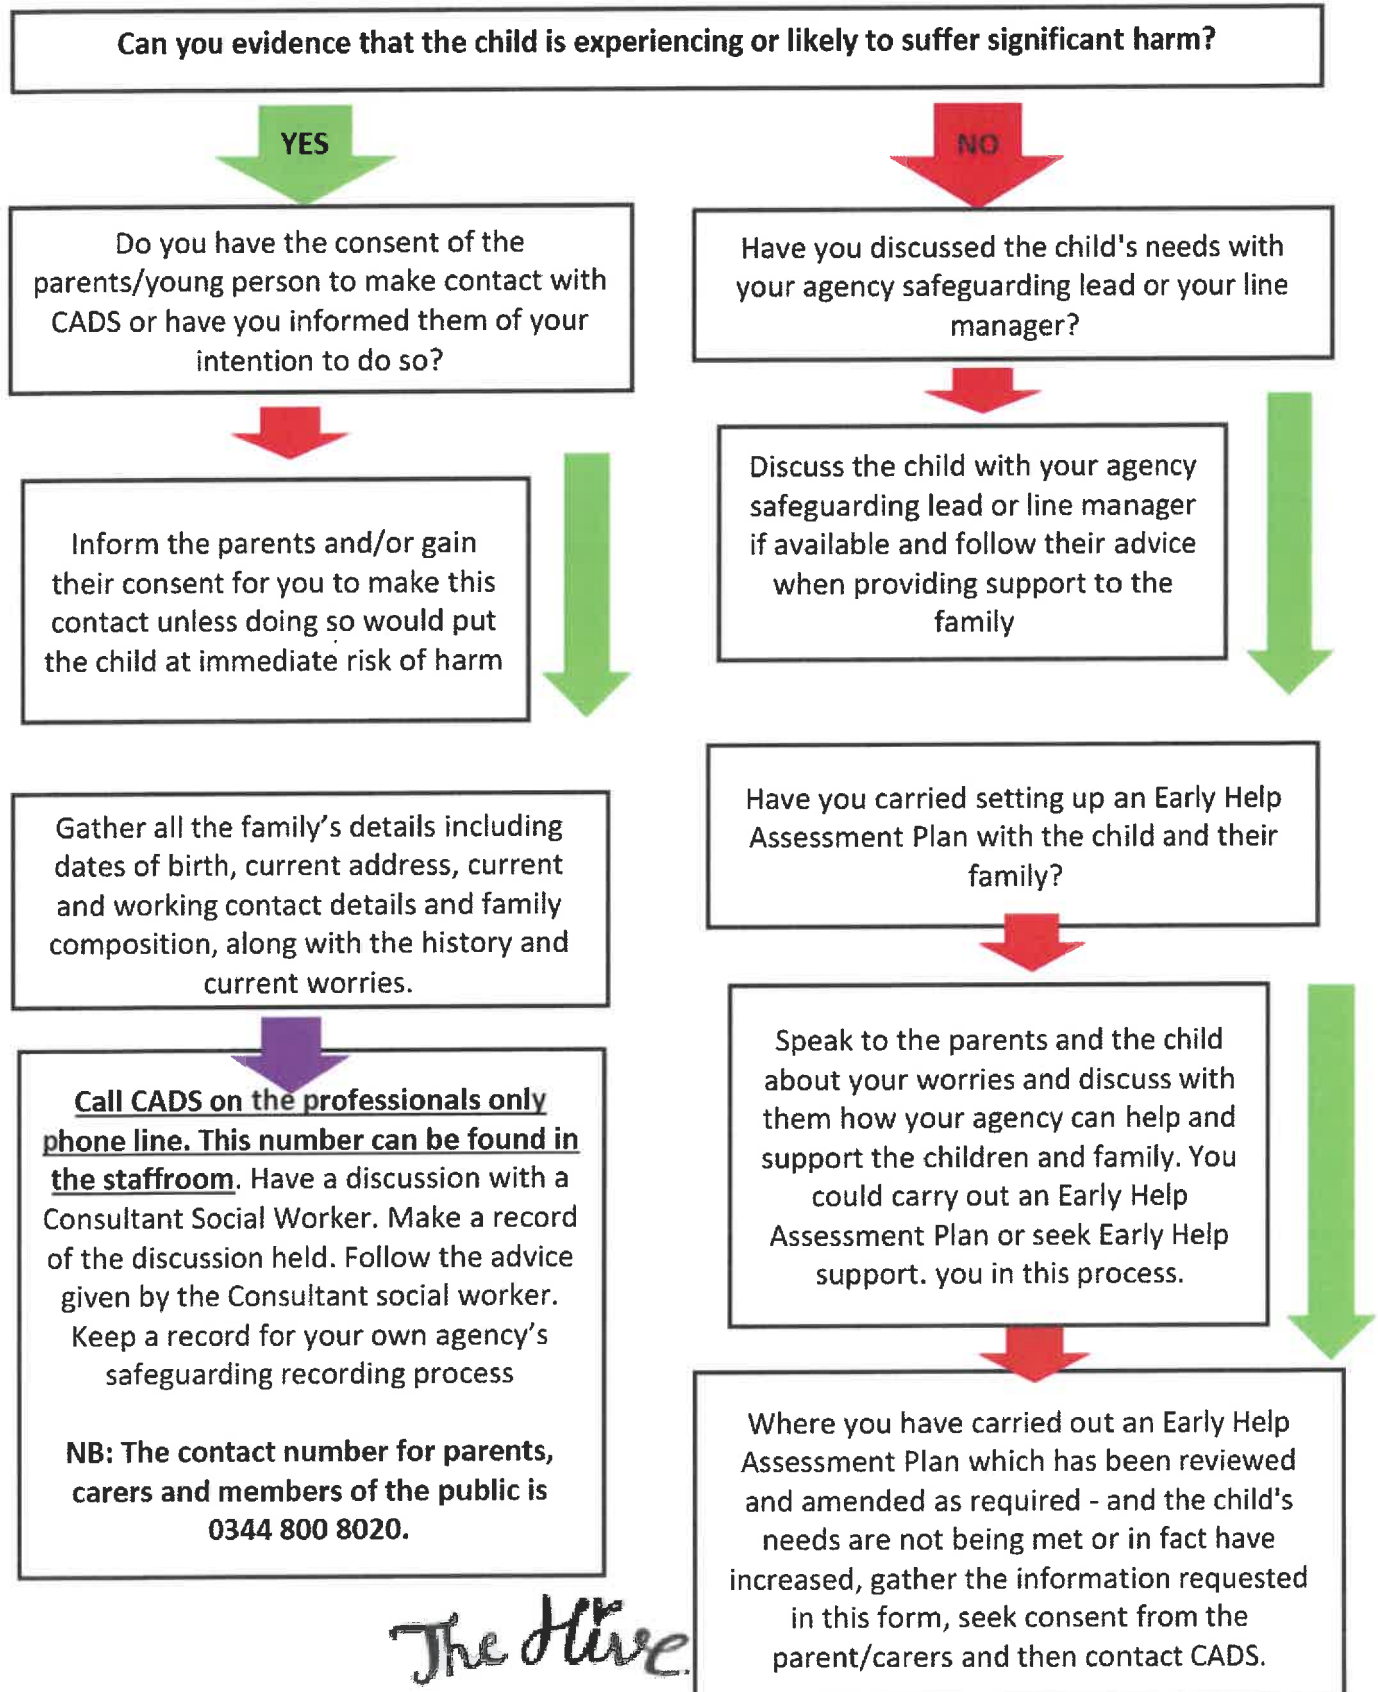 Can you evidence that the child is experiencing or likely to suffer significant harm?
YES
NO
Do you have the consent of the
parents/young person to make contact with
CADS or have you informed them of your
intention to do so?
Inform the parents and/or gain
their consent for you to make this
contact unless doing so would put
the child at immediate risk of harm
Gather all the family's details including
dates of birth, current address, current
and working contact details and family
composition, along with the history and
current worries.
Call CADS on the professionals only
phone line. This number can be found in
the staffroom. Have a discussion with a
Consultant Social Worker. Make a record
of the discussion held. Follow the advice
given by the Consultant social worker.
Keep a record for your own agency's
safeguarding recording process
NB: The contact number for parents,
carers and members of the public is
0344 800 8020.
Have you discussed the child's needs with
your agency safeguarding lead or your line
manager?
Discuss the child with your agency
safeguarding lead or line manager
if available and follow their advice
when providing support to the
family
Have you carried setting up an Early Help
Assessment Plan with the child and their
family?
Speak to the parents and the child
about your worries and discuss with
them how your agency can help and
support the children and family. You
could carry out an Early Help
Assessment Plan or seek Early Help
support. you in this process.
Where you have carried out an Early Help
Assessment Plan which has been reviewed
and amended as required - and the child's
needs are not being met or in fact have
increased, gather the information requested
in this form, seek consent from the
parent/carers and then contact CADS.
The Hive.